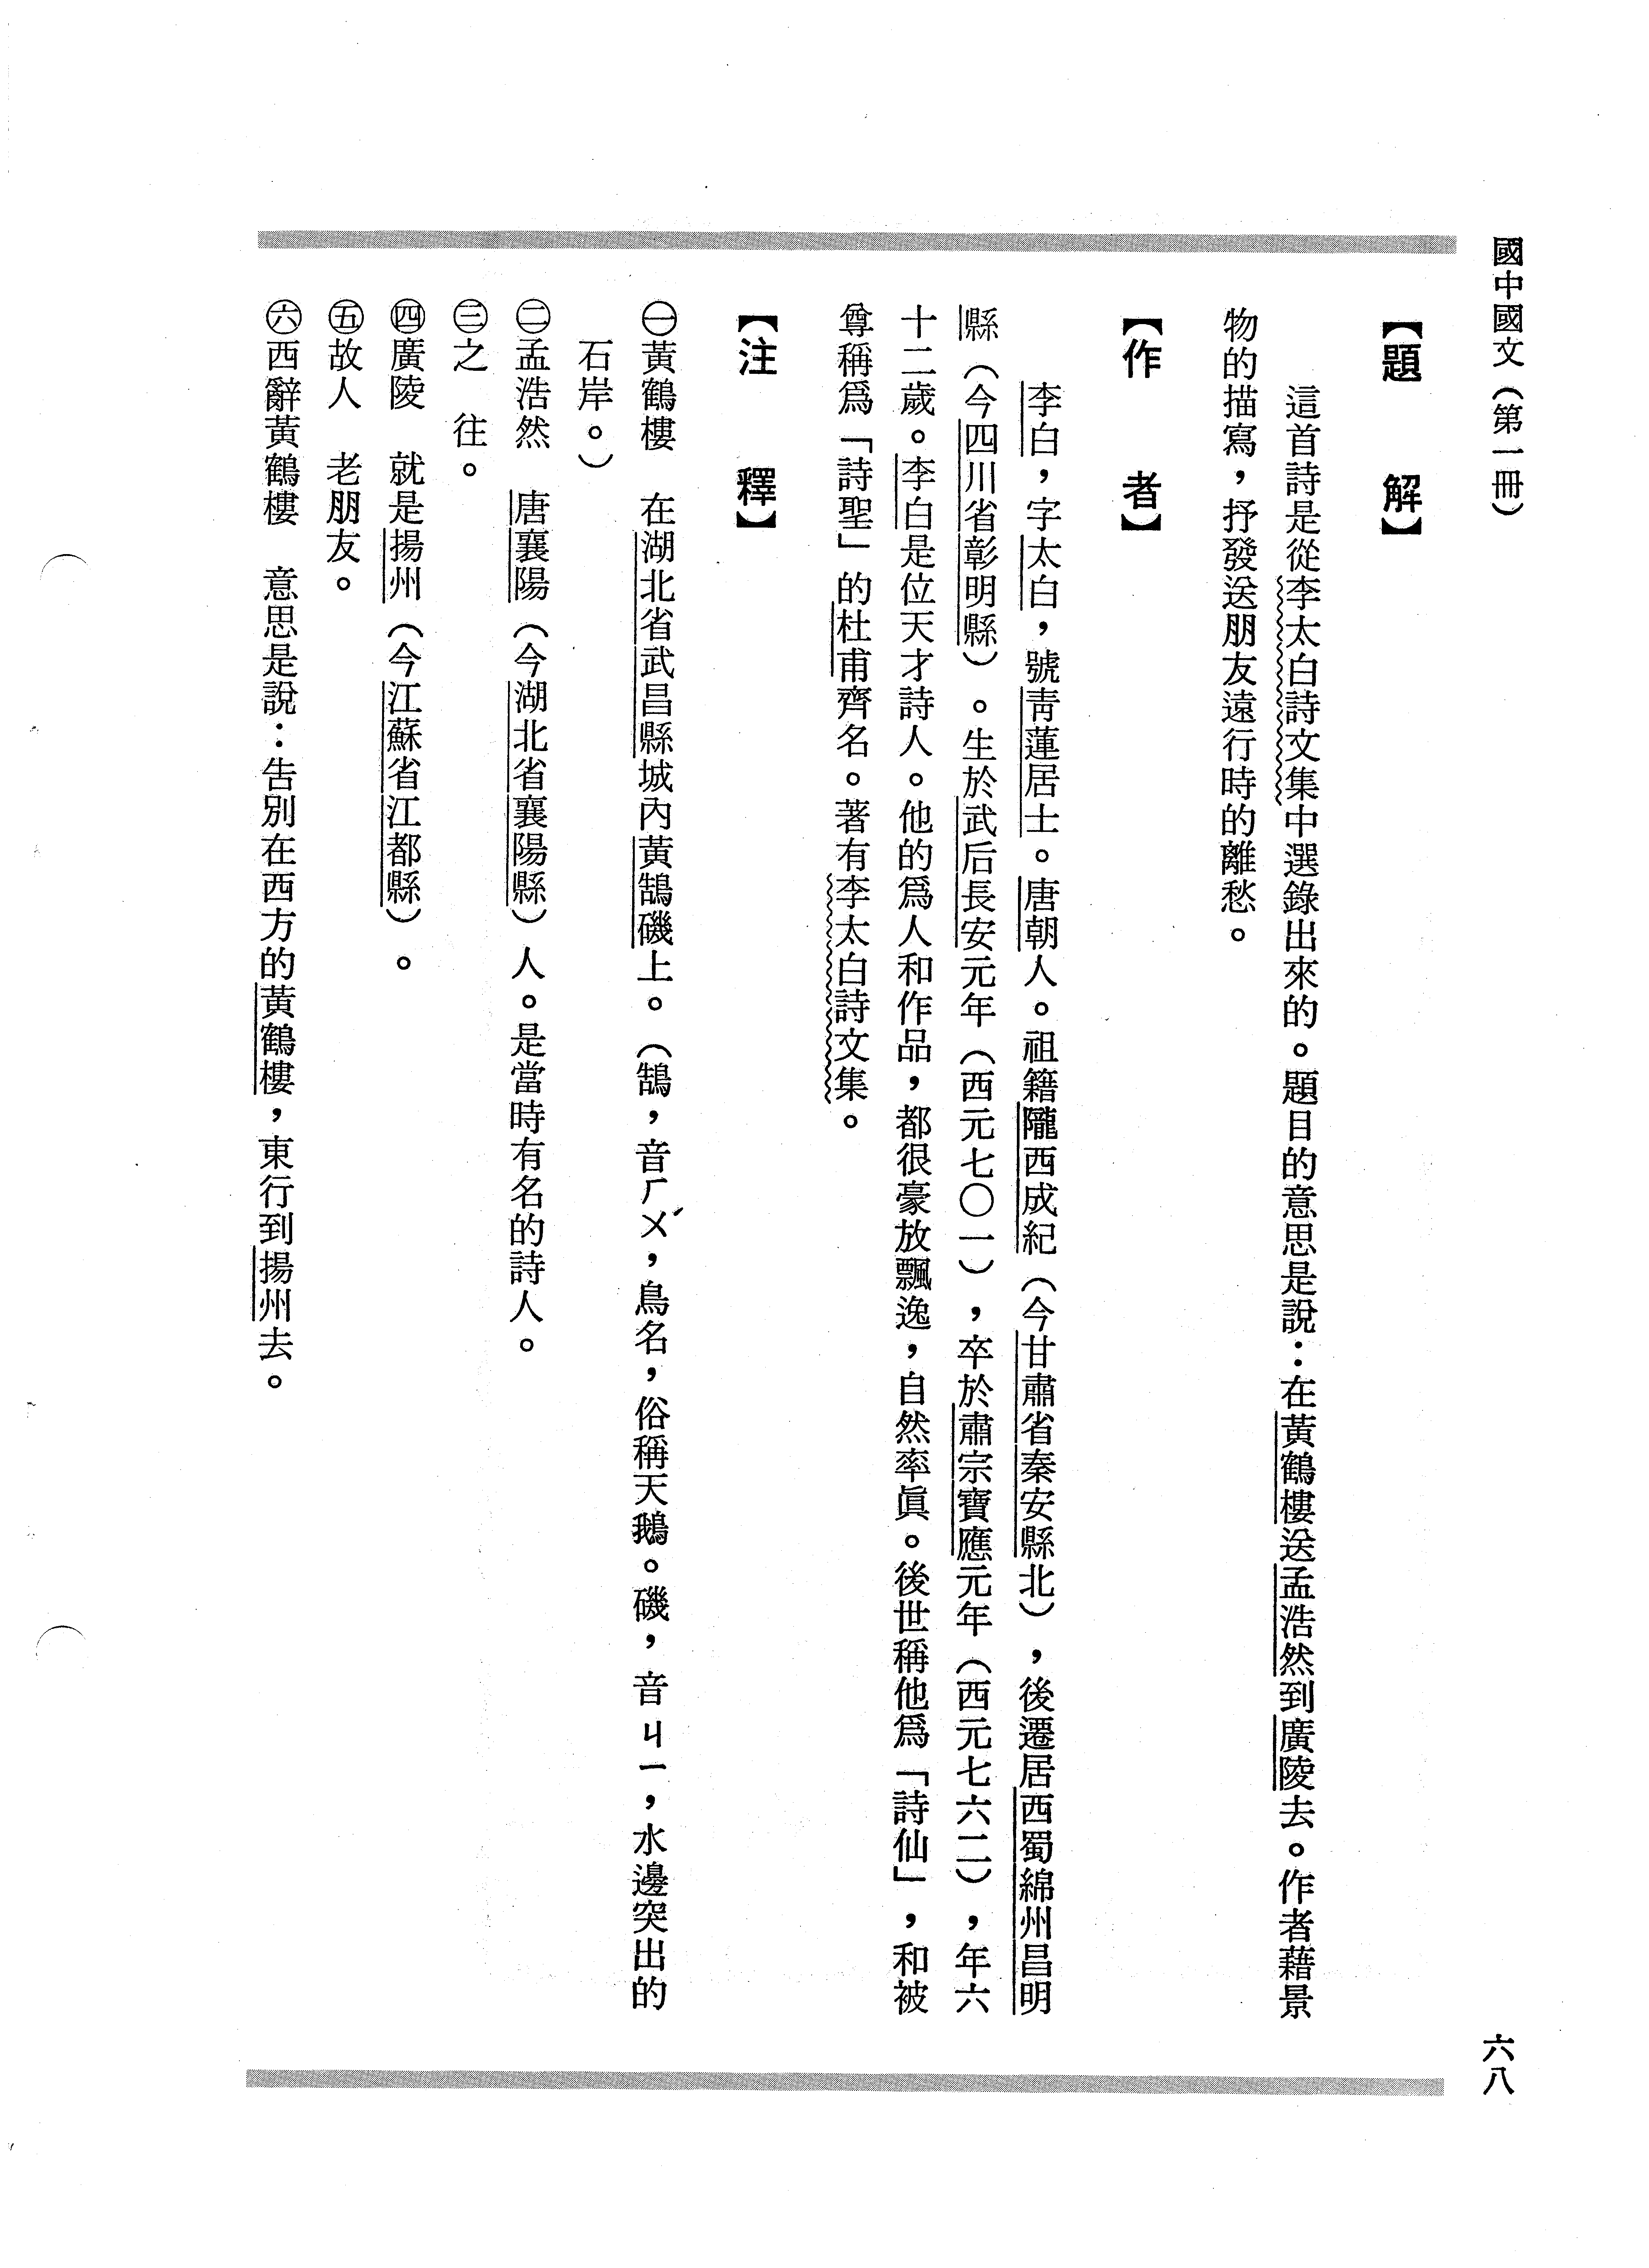 國中國文（第一冊）
六八
【題　　解】
這首詩是從李太白詩文集中選錄出來的。題目的意思是說：在黃鶴樓送孟浩然到廣陵去。作者藉景
物的描寫，抒發送朋友遠行時的離愁。
【作　　者】
李白，字太白，號靑蓮居士。唐朝人。祖籍隴西成紀（今甘肅省秦安縣北），後遷居西蜀綿州昌明
縣（今四川省彰明縣）。生於武后長安元年（西元七〇一），卒於肅宗寶應元年（西元七六二），年六
十二歲。李白是位天才詩人。他的爲人和作品，都很豪放飄逸，自然率眞。後世稱他爲「詩仙」，和被
尊稱爲「詩聖」的杜甫齊名。著有李太白詩文集。
【注　　釋】
㊀黃鶴樓　在湖北省武昌縣城內黃鵠磯上。（鵠，音ㄏㄨˊ，鳥名，俗稱天鵝。磯，音ㄐㄧ，水邊突出的
石岸。）
㊁孟浩然　唐襄陽（今湖北省襄陽縣）人。是當時有名的詩人。
㊂之　往。
㊃廣陵　就是揚州（今江蘇省江都縣）。
㊄故人　老朋友。
㊅西辭黃鶴樓　意思是說：吿別在西方的黃鶴樓，東行到揚州去。